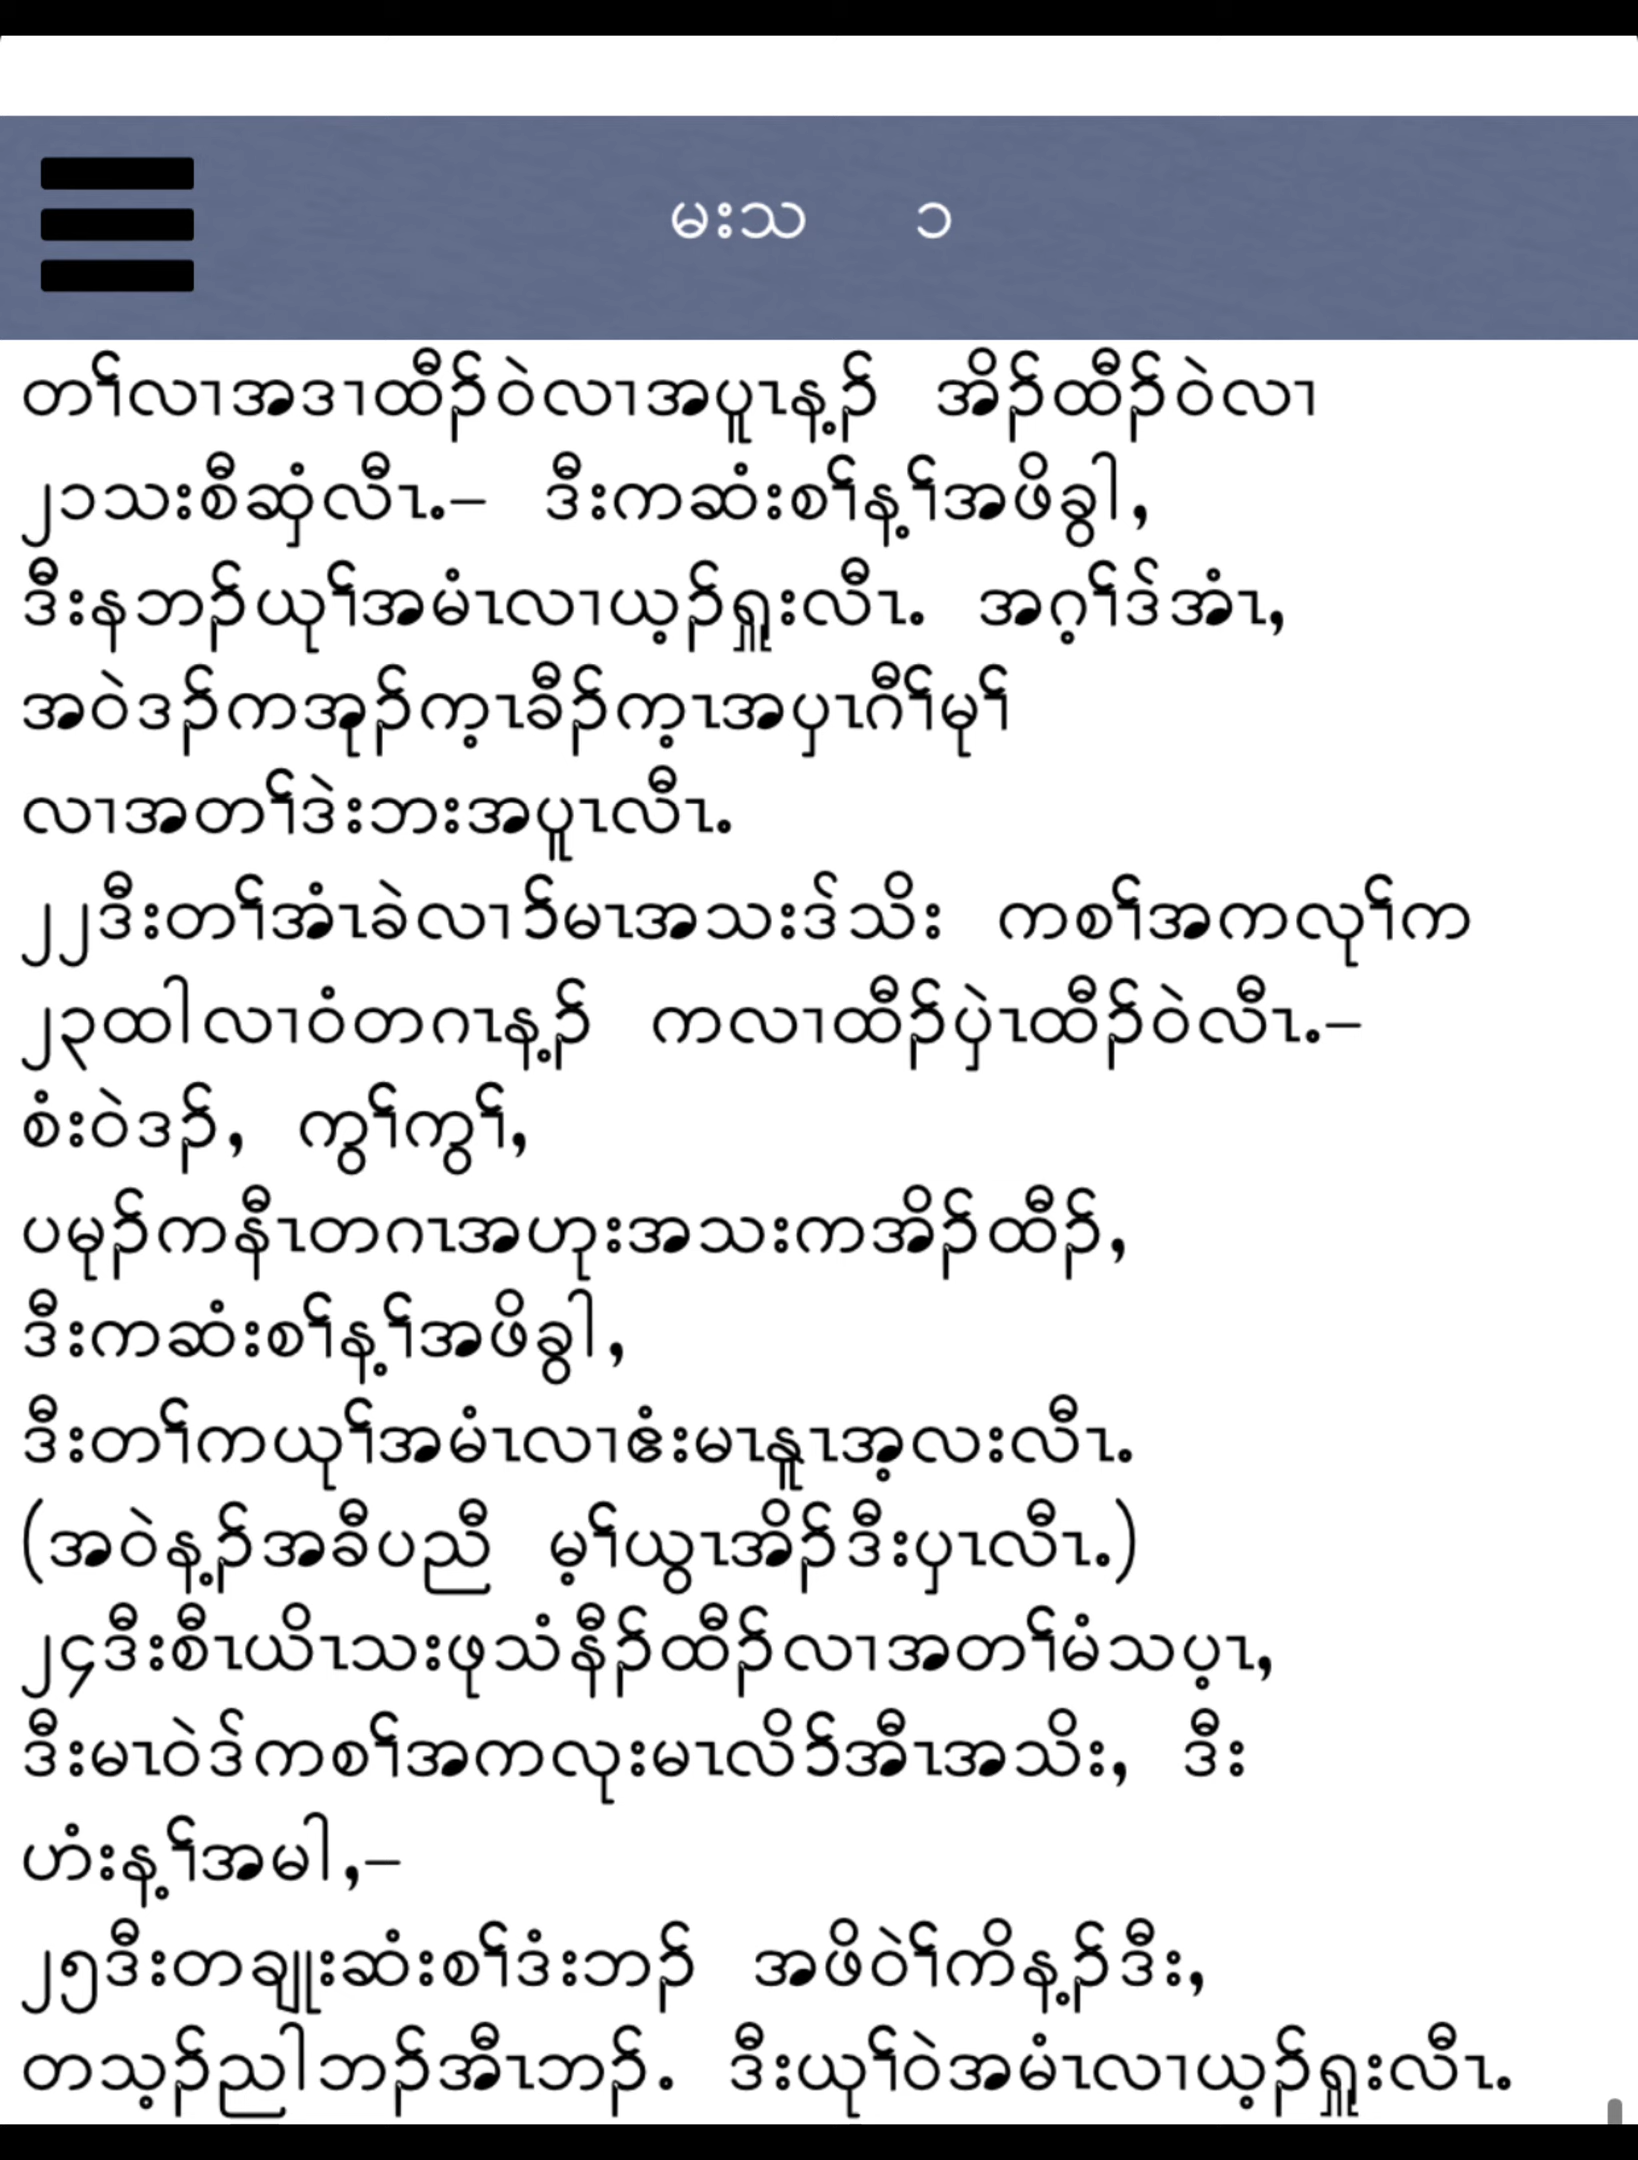 မးသ ၁
တၢ်လၢအဒၢထီၣ်ဝဲလၢအပူၤန့ၣ် အိၣ်ထီၣ်ဝဲလၢ
၂၁သးစီဆှံလီၤ.– ဒီးကဆံးစၢ်န့ၢ်အဖိခွါ,
ဒီးနဘၣ်ယုၢ်အမံၤလၢယ့ၣ်ရှူးလီၤ. အဂ့ၢ်ဒ်အံၤ,
အဝဲဒၣ်ကအုၣ်က့ၤခီၣ်က့ၤအပှၤဂီၢ်မုၢ်
လၢအတၢ်ဒဲးဘးအပူၤလီၤ.
၂၂ဒီးတၢ်အံၤခဲလၢာ်မၤအသးဒ်သိး ကစၢ်အကလုၢ်က
၂၃ထါလၢဝံတဂၤန့ၣ် ကလၢထီၣ်ပှဲၤထီၣ်ဝဲလီၤ.–
စံးဝဲဒၣ်, ကွၢ်ကွၢ်,
ပမုၣ်ကနီၤတဂၤအဟုးအသးကအိၣ်ထီၣ်,
ဒီးကဆံးစၢ်န့ၢ်အဖိခွါ,
ဒီးတၢ်ကယုၢ်အမံၤလၢဧံးမၤနူၤအ့လးလီၤ.
(အဝဲန့ၣ်အခီပညီ မ့ၢ်ယွၤအိၣ်ဒီးပှၤလီၤ.)
၂၄ဒီးစီၤယိၤသးဖုသံနီၣ်ထီၣ်လၢအတၢ်မံသပ့ၤ,
ဒီးမၤဝဲဒ်ကစၢ်အကလုးမၤလိာ်အီၤအသိး, ဒီး
ဟံးန့ၢ်အမါ,–
၂၅ဒီးတချုးဆံးစၢ်ဒံးဘၣ် အဖိဝဲၢ်ကိန့ၣ်ဒီး,
တသ့ၣ်ညါဘၣ်အီၤဘၣ်. ဒီးယုၢ်ဝဲအမံၤလၢယ့ၣ်ရှူးလီၤ.